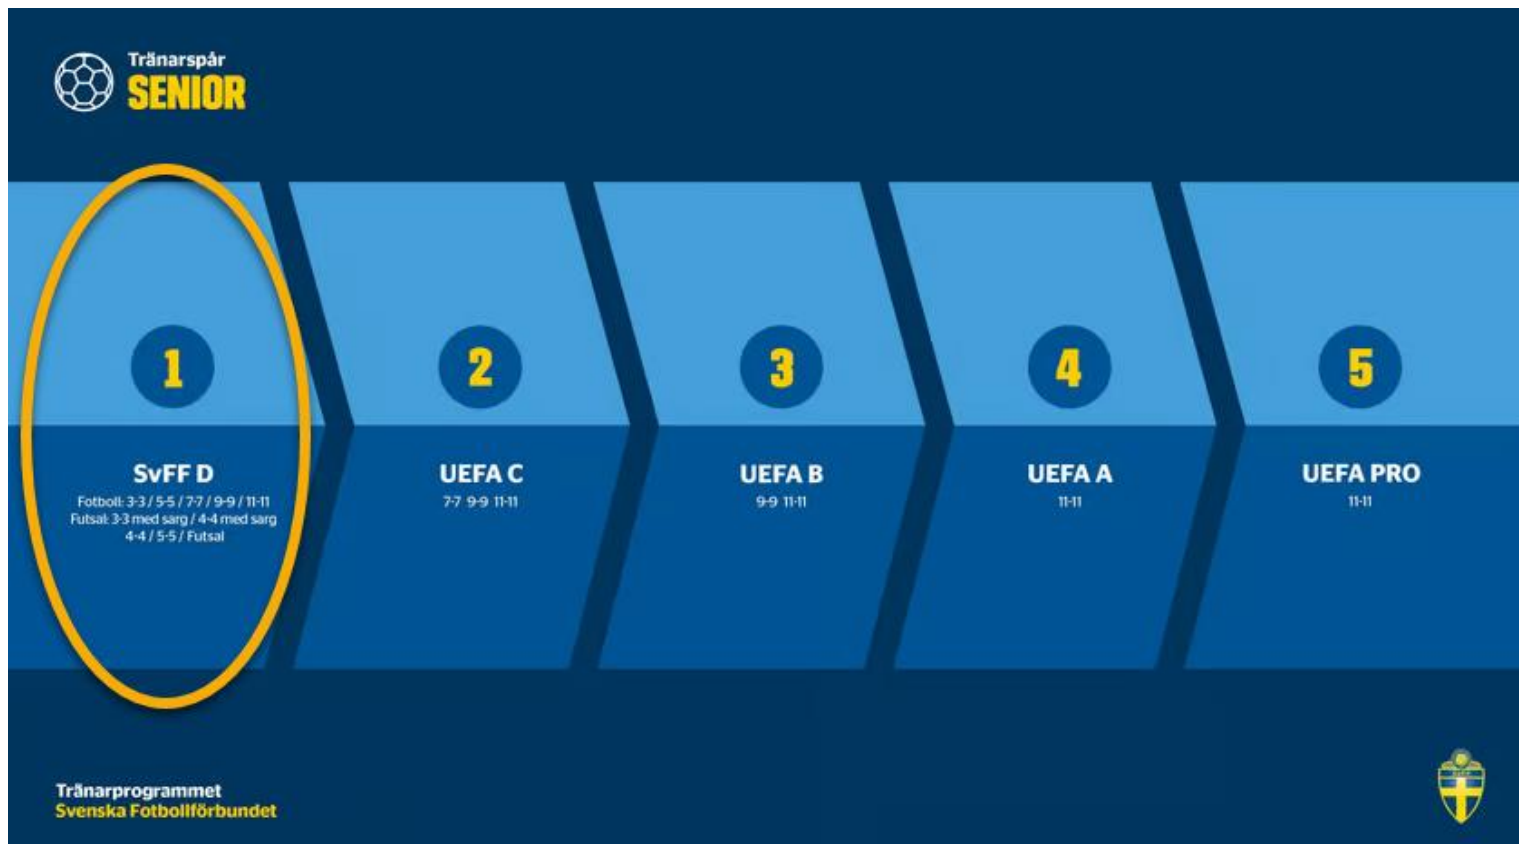 Tränarspår
SENIOR
1
SvFF D
Fotboll: 3-3 / 5-5 / 7-7 / 9-9 / 11-11
Futsal: 3-3 med sarg / 4-4 med sarg
4-4 / 5-5 / Futsal
2
UEFA C
7-7 9-9 11-11
3
UEFA B
9-9 11-11
4
UEFA A
11-11
5
UEFA PRO
11-11
Tränarprogrammet
Svenska Fotbollförbundet